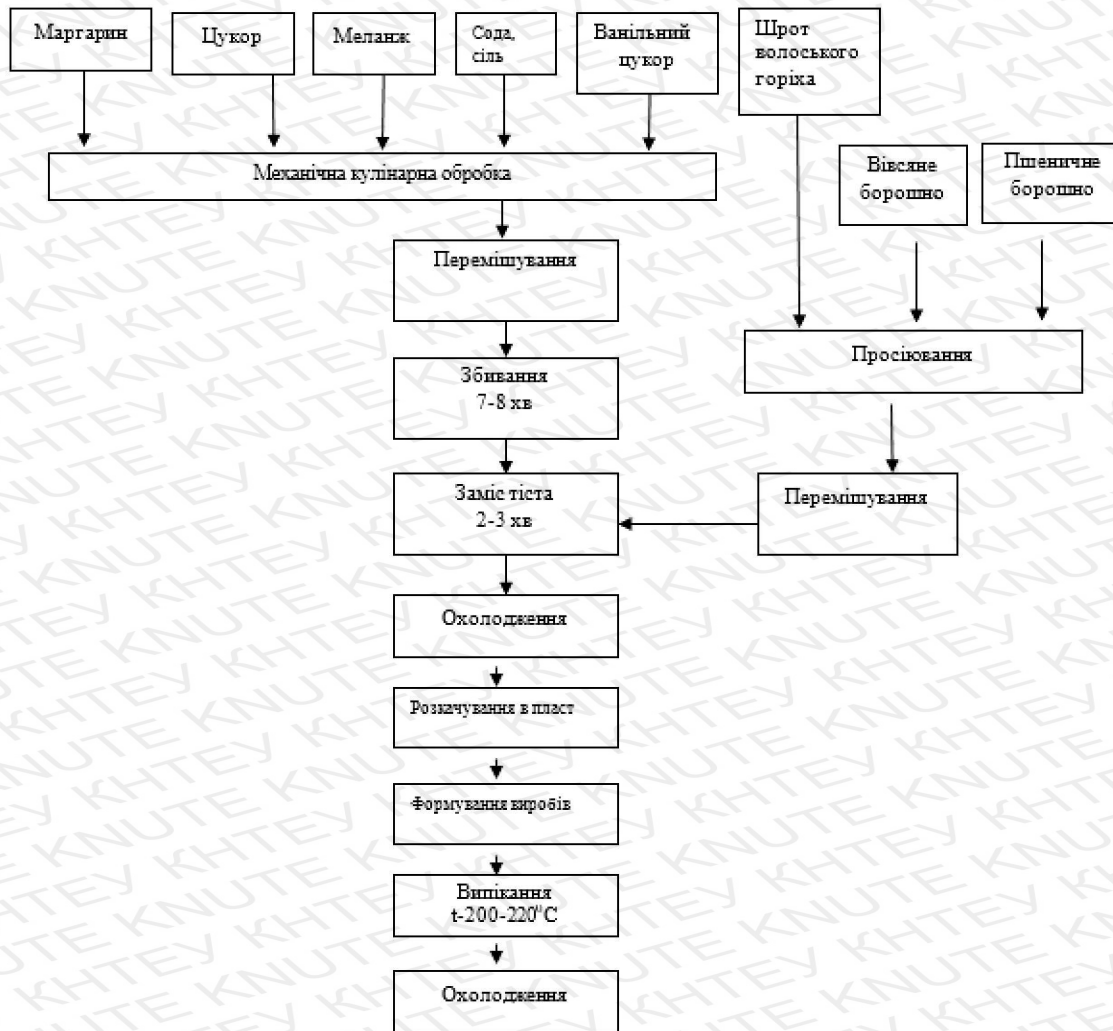 Маргарин
Цукор
Меланж
Сода,
сіль
Ванільний
цукор
Шрот
волоського
горіха
Вівсяне
борошно
Пшеничне
борошно
Механічна кулінарна обробка
Перемішування
Просіювання
Збивання
7-8 хв
Заміс тіста
2-3 хв
Перемішування
Охолодження
Розкачування в пласт
Формування виробів
Випікання
t-200-220°С
Охолодження